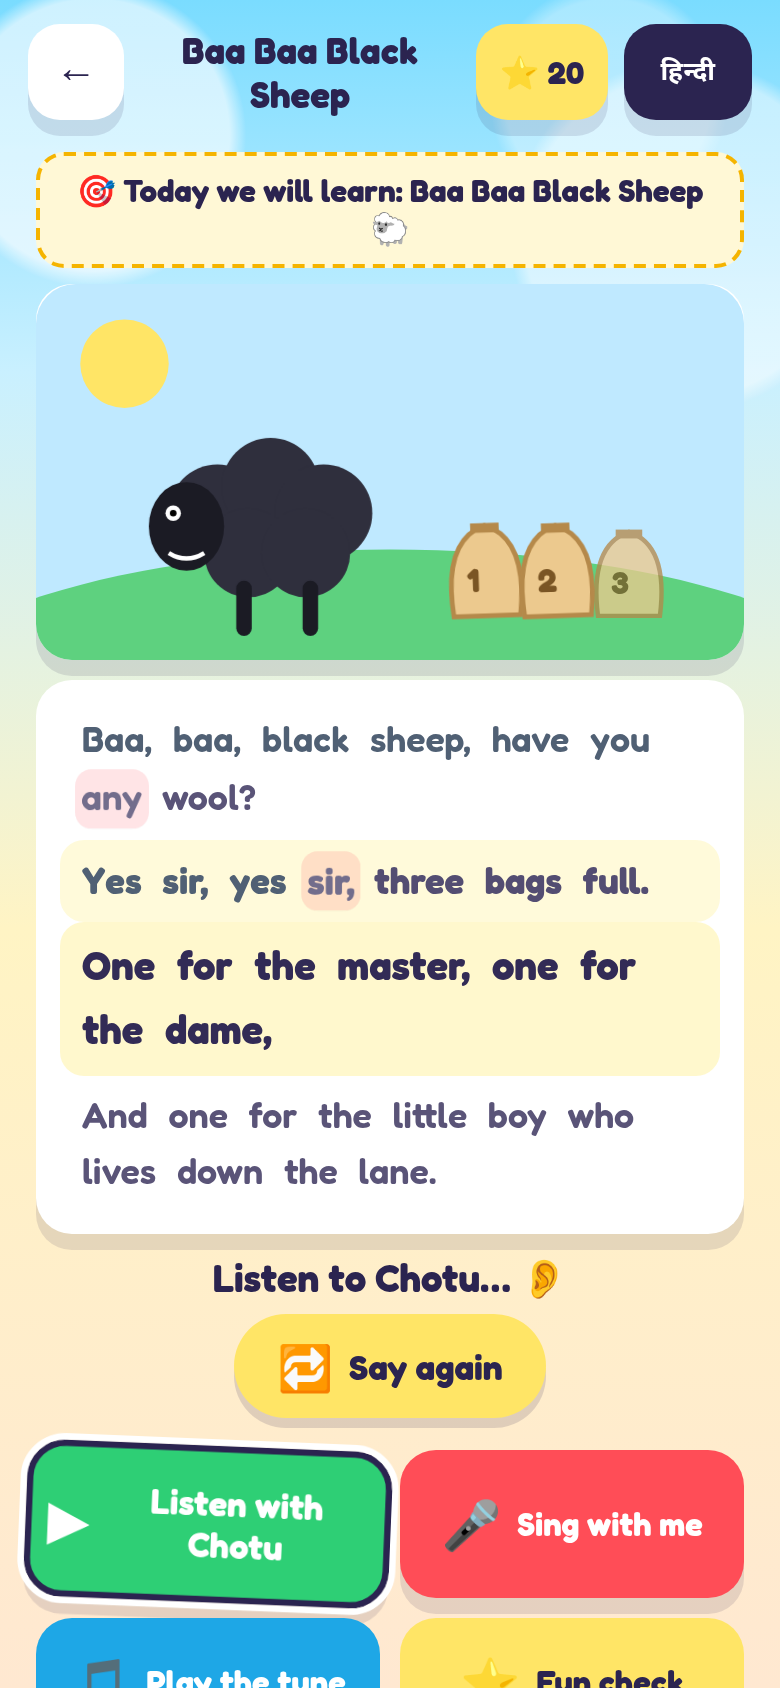 ←
Baa Baa Black
Sheep
⭐ 20
हिन्दी
🎯 Today we will learn: Baa Baa Black Sheep
🐑
1 2 3
Baa, baa, black sheep, have you
any wool?
Yes sir, yes sir, three bags full.
One for the master, one for
the dame,
And one for the little boy who
lives down the lane.
Listen to Chotu... 👂
🔁 Say again
▶ Listen with
Chotu
🎤 Sing with me
🎵 Play the tune
⭐ Fun check